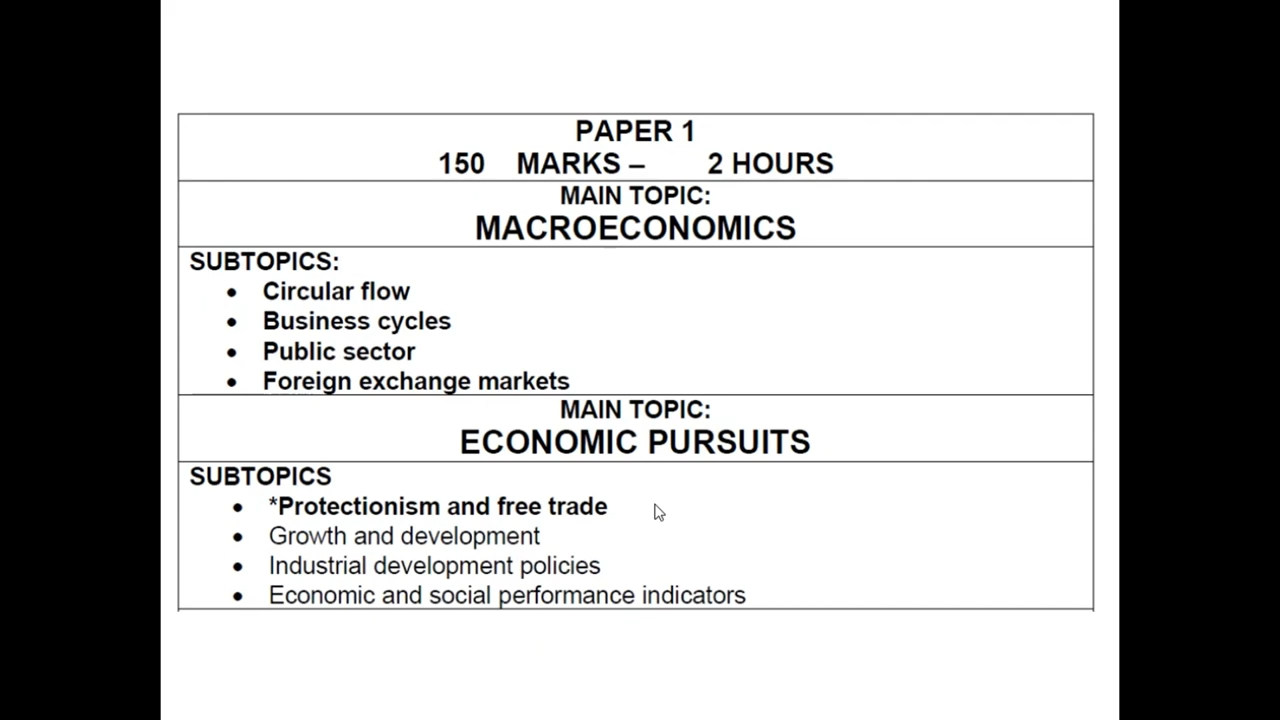 PAPER 1
150 MARKS – 2 HOURS
MAIN TOPIC:
MACROECONOMICS
SUBTOPICS:
• Circular flow
• Business cycles
• Public sector
• Foreign exchange markets
MAIN TOPIC:
ECONOMIC PURSUITS
SUBTOPICS
• *Protectionism and free trade
• Growth and development
• Industrial development policies
• Economic and social performance indicators